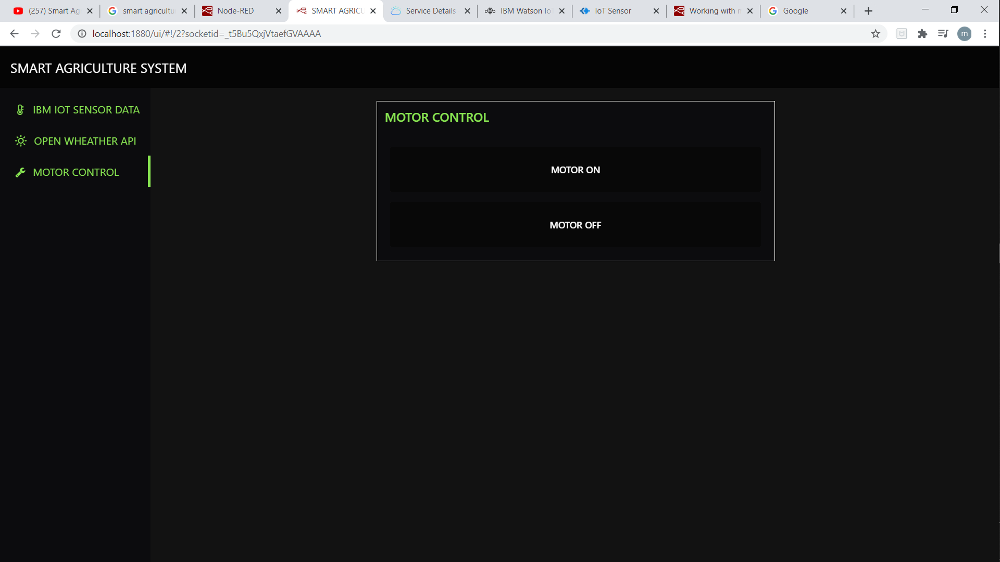 (257) Smart Ag
smart agricultu
Node-RED
SMART AGRICU
Service Details
IBM Watson IoT
IoT Sensor
Working with
Google
localhost:1880/ui/#!/2?socketid=_t5Bu5QxjVtaefGVAAAA
m
SMART AGRICULTURE SYSTEM
IBM IOT SENSOR DATA
OPEN WHEATHER API
MOTOR CONTROL
MOTOR CONTROL
MOTOR ON
MOTOR OFF